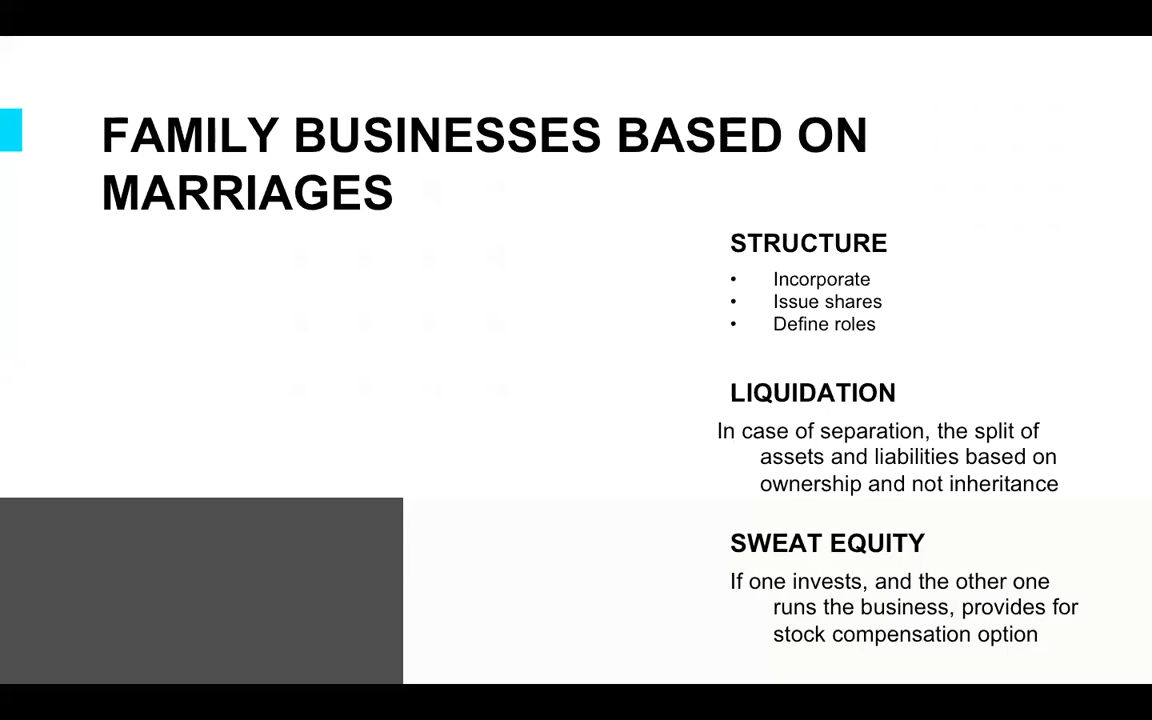 FAMILY BUSINESSES BASED ON
MARRIAGES
STRUCTURE
• Incorporate
• Issue shares
• Define roles
LIQUIDATION
In case of separation, the split of
assets and liabilities based on
ownership and not inheritance
SWEAT EQUITY
If one invests, and the other one
runs the business, provides for
stock compensation option